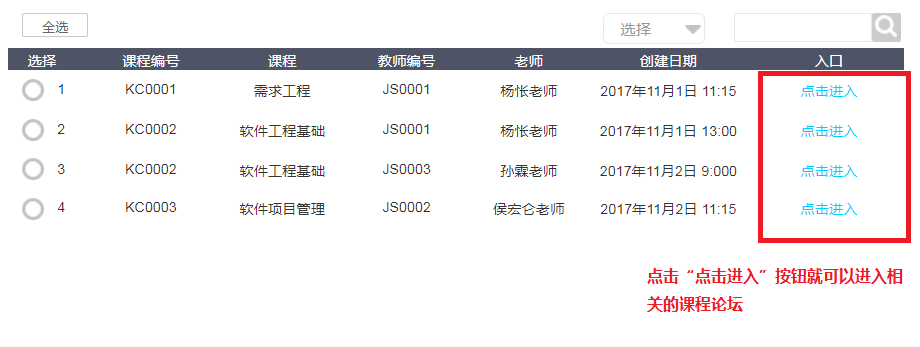 全选 选择
选择 课程编号 课程 教师编号 老师 创建日期 入口
1 KC0001 需求工程 JS0001 杨怅老师 2017年11月1日 11:15 点击进入
2 KC0002 软件工程基础 JS0001 杨怅老师 2017年11月1日 13:00 点击进入
3 KC0002 软件工程基础 JS0003 孙霖老师 2017年11月2日 9:000 点击进入
4 KC0003 软件项目管理 JS0002 侯宏仑老师 2017年11月2日 11:15 点击进入
点击“点击进入”按钮就可以进入相
关的课程论坛